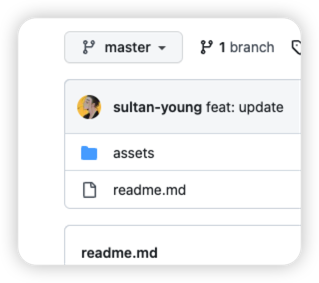 master 1 branch
sultan-young feat: update
assets
readme.md
readme.md